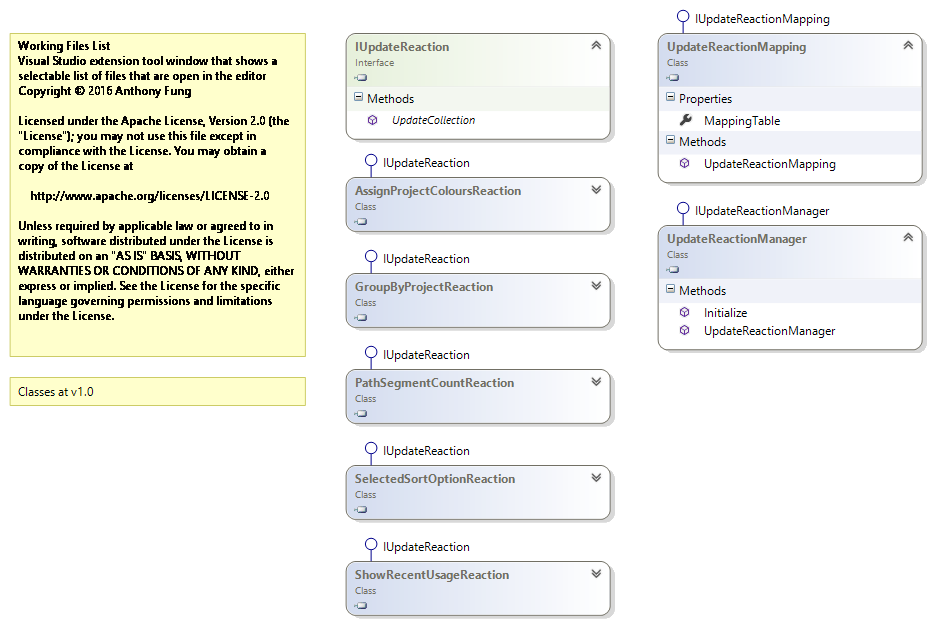 Working Files List
Visual Studio extension tool window that shows a
selectable list of files that are open in the editor
Copyright © 2016 Anthony Fung
Licensed under the Apache License, Version 2.0 (the
"License"); you may not use this file except in
compliance with the License. You may obtain a
copy of the License at
http://www.apache.org/licenses/LICENSE-2.0
Unless required by applicable law or agreed to in
writing, software distributed under the License is
distributed on an "AS IS" BASIS, WITHOUT
WARRANTIES OR CONDITIONS OF ANY KIND, either
express or implied. See the License for the specific
language governing permissions and limitations
under the License.
Classes at v1.0
IUpdateReaction
Interface
Methods
UpdateCollection
IUpdateReaction
AssignProjectColoursReaction
Class
IUpdateReaction
GroupByProjectReaction
Class
IUpdateReaction
PathSegmentCountReaction
Class
IUpdateReaction
SelectedSortOptionReaction
Class
IUpdateReaction
ShowRecentUsageReaction
Class
IUpdateReactionMapping
UpdateReactionMapping
Class
Properties
MappingTable
Methods
UpdateReactionMapping
IUpdateReactionManager
UpdateReactionManager
Class
Methods
Initialize
UpdateReactionManager